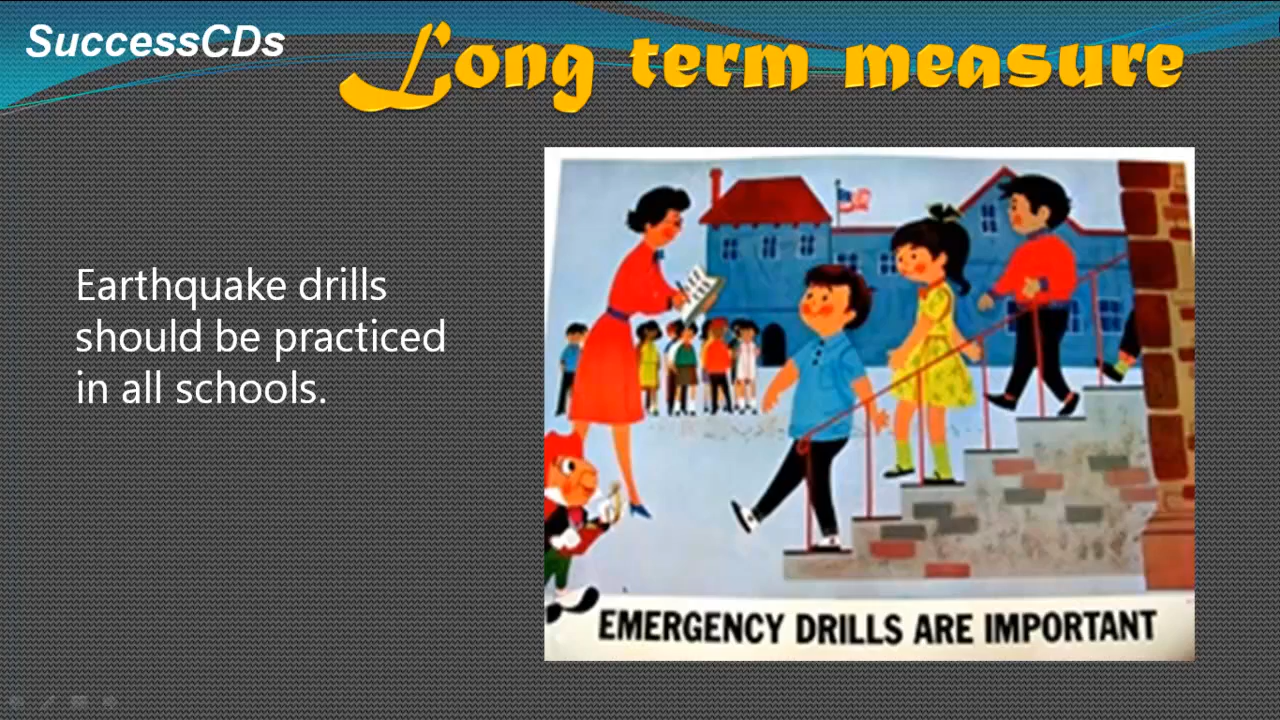 SuccessCDs
Long term measure
Earthquake drills
should be practiced
in all schools.
EMERGENCY DRILLS ARE IMPORTANT